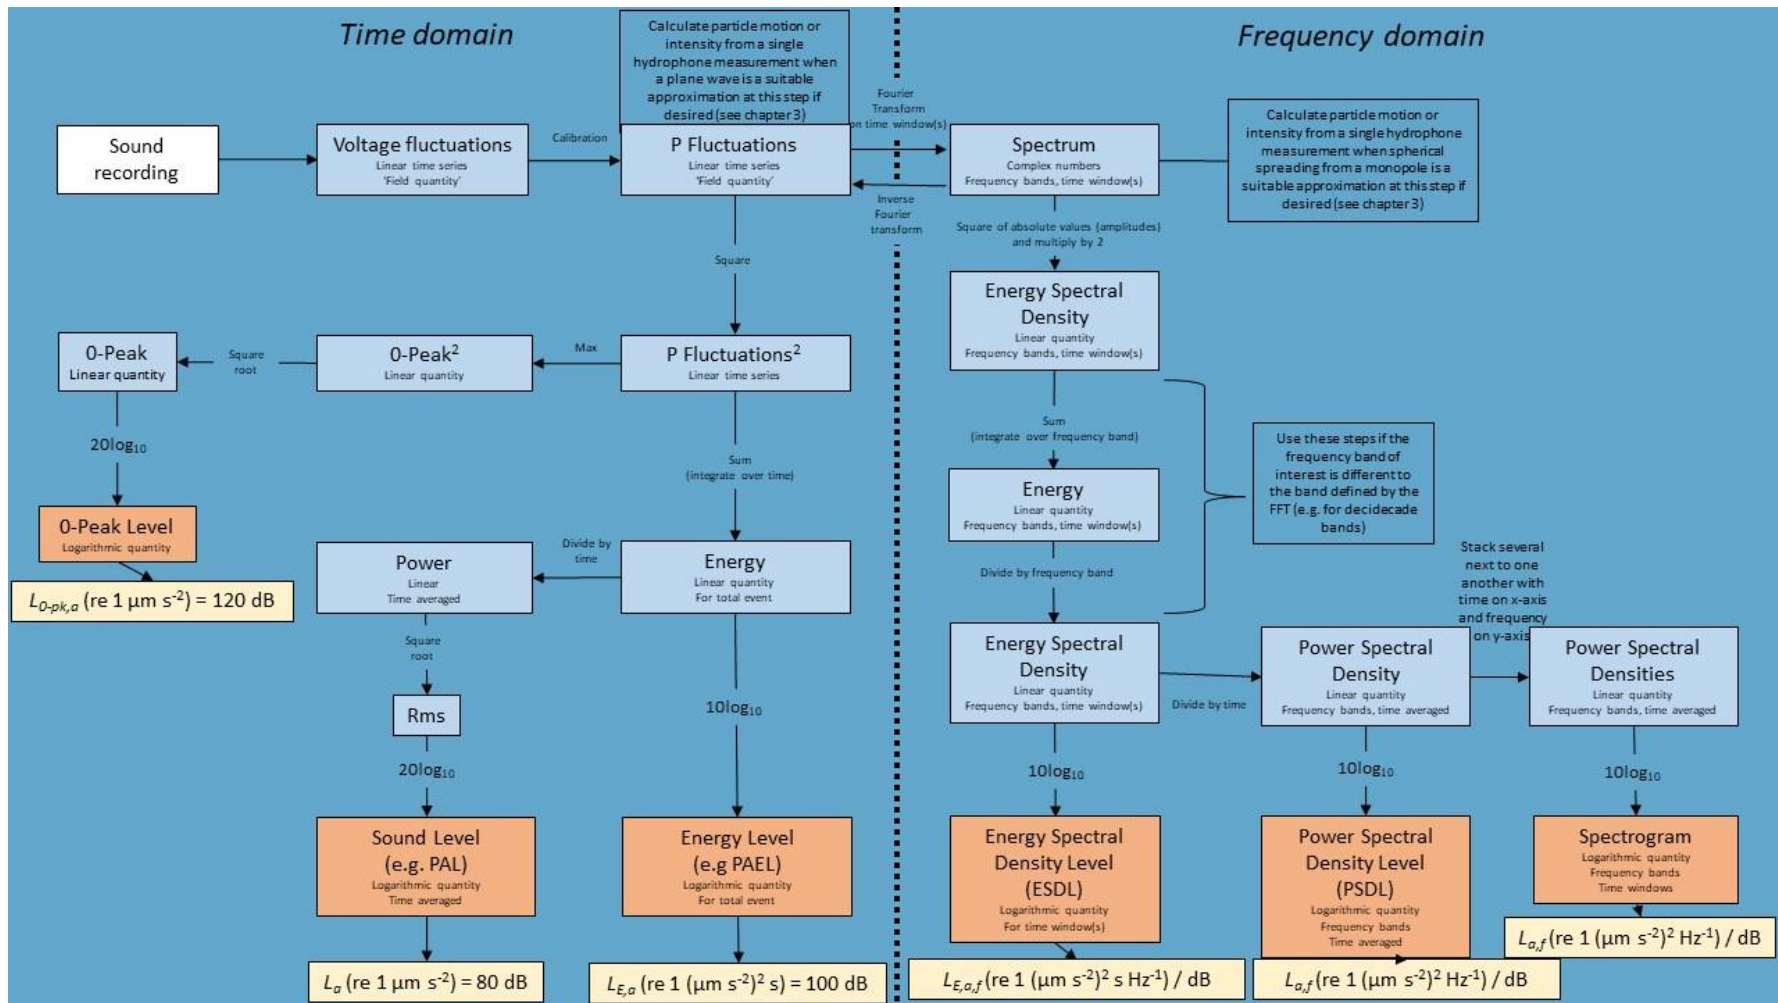 Time domain
Calculate particle motion or
intensity from a single
hydrophone measurement when
a plane wave is a suitable
approximation at this step if
desired (see chapter 3)
Frequency domain
Sound
recording
Voltage fluctuations
Linear time series
'Field quantity'
Calibration
P Fluctuations
Linear time series
'Field quantity'
Fourier
Transform
on time window(s)
Inverse
Fourier
transform
Spectrum
Complex numbers
Frequency bands, time window(s)
Calculate particle motion or
intensity from a single hydrophone
measurement when spherical
spreading from a monopole is a
suitable approximation at this step if
desired (see chapter 3)
Square
Square of absolute values (amplitudes)
and multiply by 2
Energy Spectral
Density
Linear quantity
Frequency bands, time window(s)
0-Peak
Linear quantity
Square
root
0-Peak²
Linear quantity
Max
P Fluctuations²
Linear time series
20log₁₀
Sum
(integrate over time)
Sum
(integrate over frequency band)
Use these steps if the
frequency band of
interest is different to
the band defined by the
FFT (e.g. for decidecade
bands)
0-Peak Level
Logarithmic quantity
L0-pk,a (re 1 µm s⁻²) = 120 dB
Power
Linear
Time averaged
Divide by
time
Energy
Linear quantity
For total event
Energy
Linear quantity
Frequency bands, time window(s)
Divide by frequency band
Stack several
next to one
another with
time on x-axis
and frequency
on y-axis
Square
root
Rms
20log₁₀
10log₁₀
Energy Spectral
Density
Linear quantity
Frequency bands, time window(s)
Divide by time
Power Spectral
Density
Linear quantity
Frequency bands, time averaged
Power Spectral
Densities
Linear quantity
Frequency bands, time averaged
10log₁₀
10log₁₀
10log₁₀
Sound Level
(e.g. PAL)
Logarithmic quantity
Time averaged
Energy Level
(e.g PAEL)
Logarithmic quantity
For total event
Energy Spectral
Density Level
(ESDL)
Logarithmic quantity
For time window(s)
Power Spectral
Density Level
(PSDL)
Logarithmic quantity
Frequency bands
Time averaged
Spectrogram
Logarithmic quantity
Frequency bands
Time windows
La (re 1 µm s⁻²) = 80 dB
LE,a (re 1 (µm s⁻²)² s) = 100 dB
LE,a,f (re 1 (µm s⁻²)² s Hz⁻¹) / dB
La,f (re 1 (µm s⁻²)² Hz⁻¹) / dB
La,f (re 1 (µm s⁻²)² Hz⁻¹) / dB